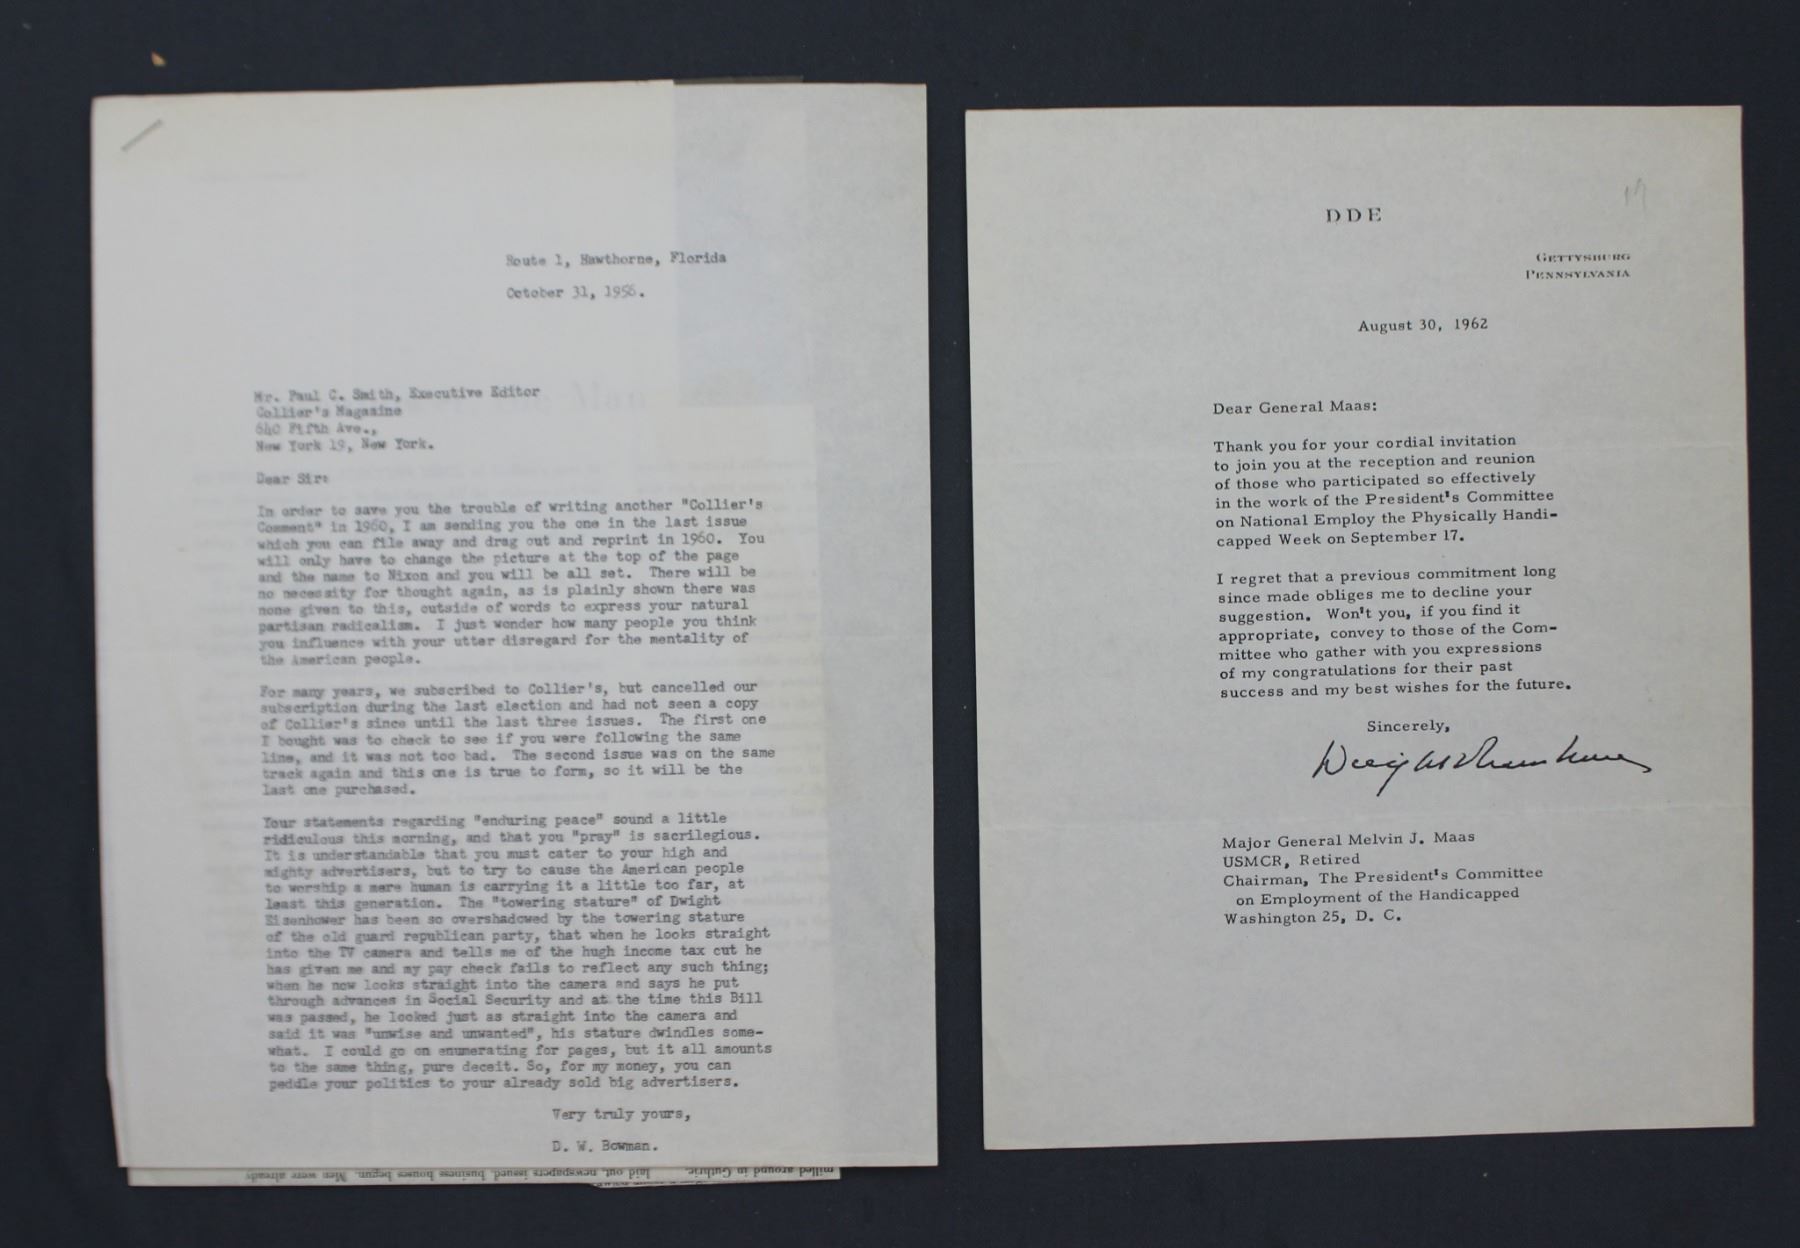 Route 1, Hawthorne, Florida
October 31, 1956.
Mr. Paul C. Smith, Executive Editor
Collier's Magazine
640 Fifth Ave.,
New York 19, New York.
Dear Sir:
In order to save you the trouble of writing another "Collier's
Comment" in 1960, I am sending you the one in the last issue
which you can file away and drag out and reprint in 1960. You
will only have to change the picture at the top of the page
and the name to Nixon and you will be all set. There will be
no necessity for thought again, as is plainly shown there was
none given to this, outside of words to express your natural
partisan radicalism. I just wonder how many people you think
you influence with your utter disregard for the mentality of
the American people.
For many years, we subscribed to Collier's, but cancelled our
subscription during the last election and had not seen a copy
of Collier's since until the last three issues. The first one
I bought was to check to see if you were following the same
line, and it was not too bad. The second issue was on the same
track again and this one is true to form, so it will be the
last one purchased.
Your statements regarding "enduring peace" sound a little
ridiculous this morning, and that you "pray" is sacrilegious.
It is understandable that you must cater to your high and
mighty advertisers, but to try to cause the American people
to worship a mere human is carrying it a little too far, at
least this generation. The "towering stature" of Dwight
Eisenhower has been so overshadowed by the towering stature
of the old guard republican party, that when he looks straight
into the TV camera and tells me of the hugh income tax cut he
has given me and my pay check fails to reflect any such thing;
when he now looks straight into the camera and says he put
through advances in Social Security and at the time this Bill
was passed, he looked just as straight into the camera and
said it was "unwise and unwanted", his stature dwindles some-
what. I could go on enumerating for pages, but it all amounts
to the same thing, pure deceit. So, for my money, you can
peddle your politics to your already sold big advertisers.
Very truly yours,
D. W. Bowman.
milled around in Guthrie. laid out, newspapers issued, business houses begun. Men were already
DDE
GETTYSBURG
PENNSYLVANIA
August 30, 1962
Dear General Maas:
Thank you for your cordial invitation
to join you at the reception and reunion
of those who participated so effectively
in the work of the President's Committee
on National Employ the Physically Handi-
capped Week on September 17.
I regret that a previous commitment long
since made obliges me to decline your
suggestion. Won't you, if you find it
appropriate, convey to those of the Com-
mittee who gather with you expressions
of my congratulations for their past
success and my best wishes for the future.
Sincerely,
Dwight D Eisenhower
Major General Melvin J. Maas
USMCR, Retired
Chairman, The President's Committee
on Employment of the Handicapped
Washington 25, D. C.